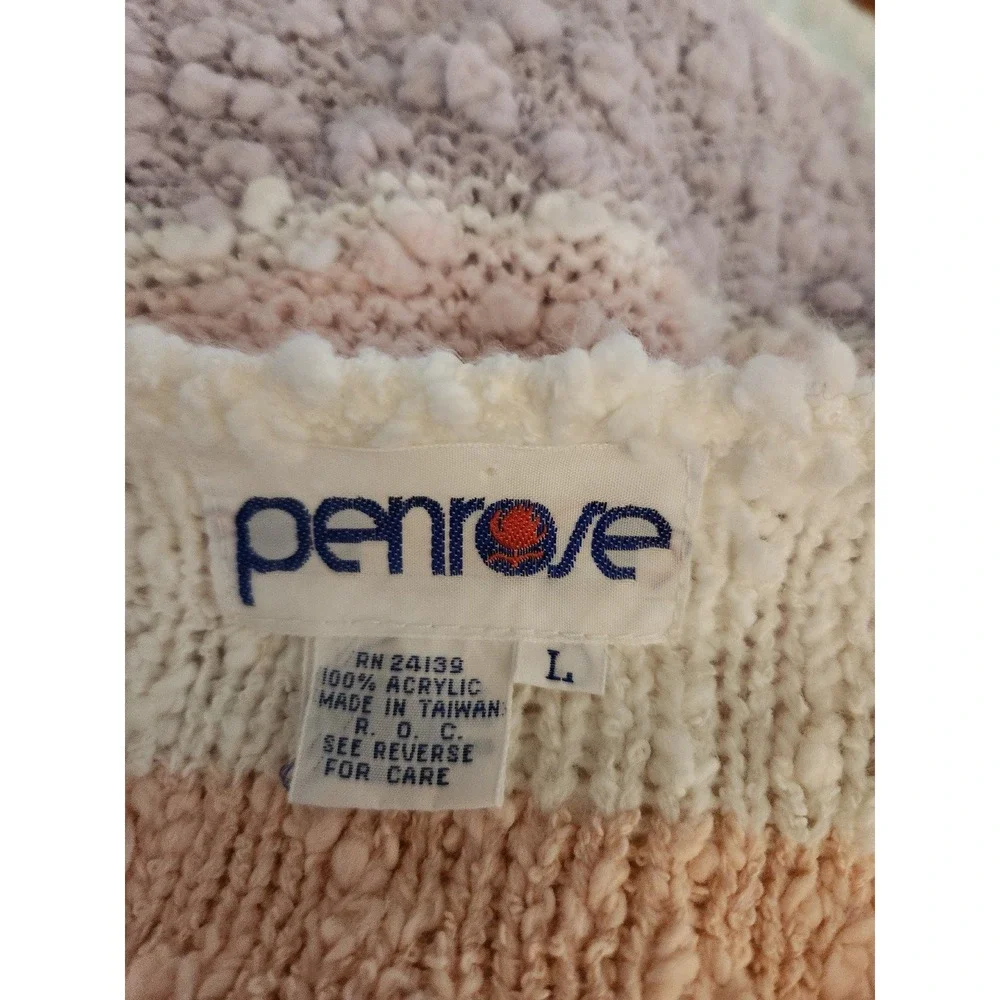 penrose
L
RN 24139
100% ACRYLIC
MADE IN TAIWAN
R. O. C.
SEE REVERSE
FOR CARE